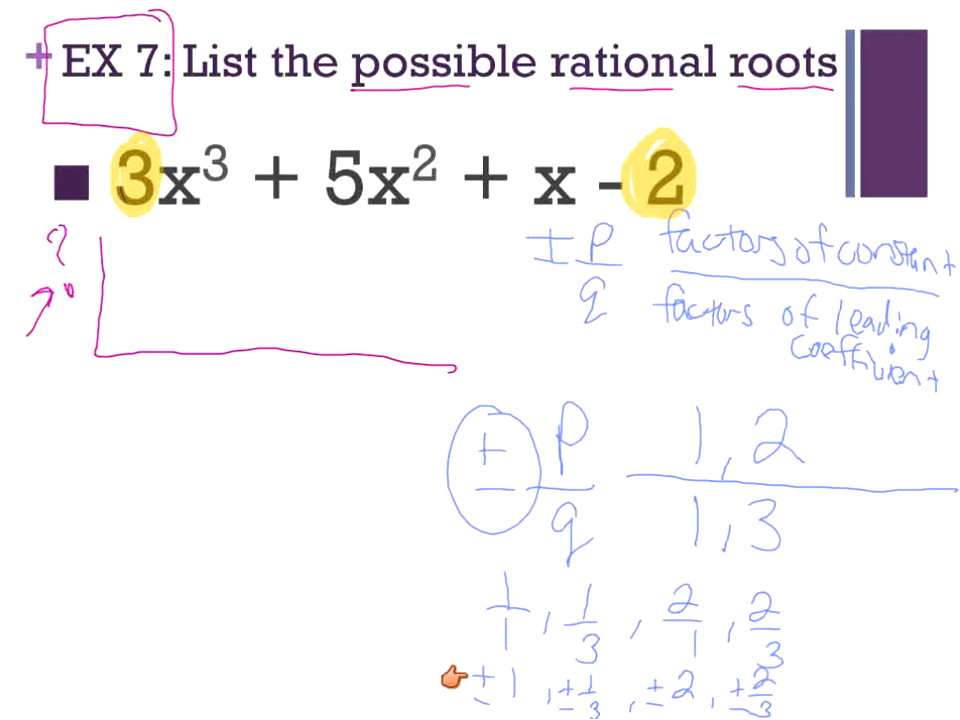 + EX 7: List the possible rational roots
■ 3x³ + 5x² + x - 2
?
± p/q factors of constant
factors of leading coefficient
± p/q 1, 2
1, 3
1/1, 1/3, 2/1, 2/3
±1, ±1/3, ±2, ±2/3